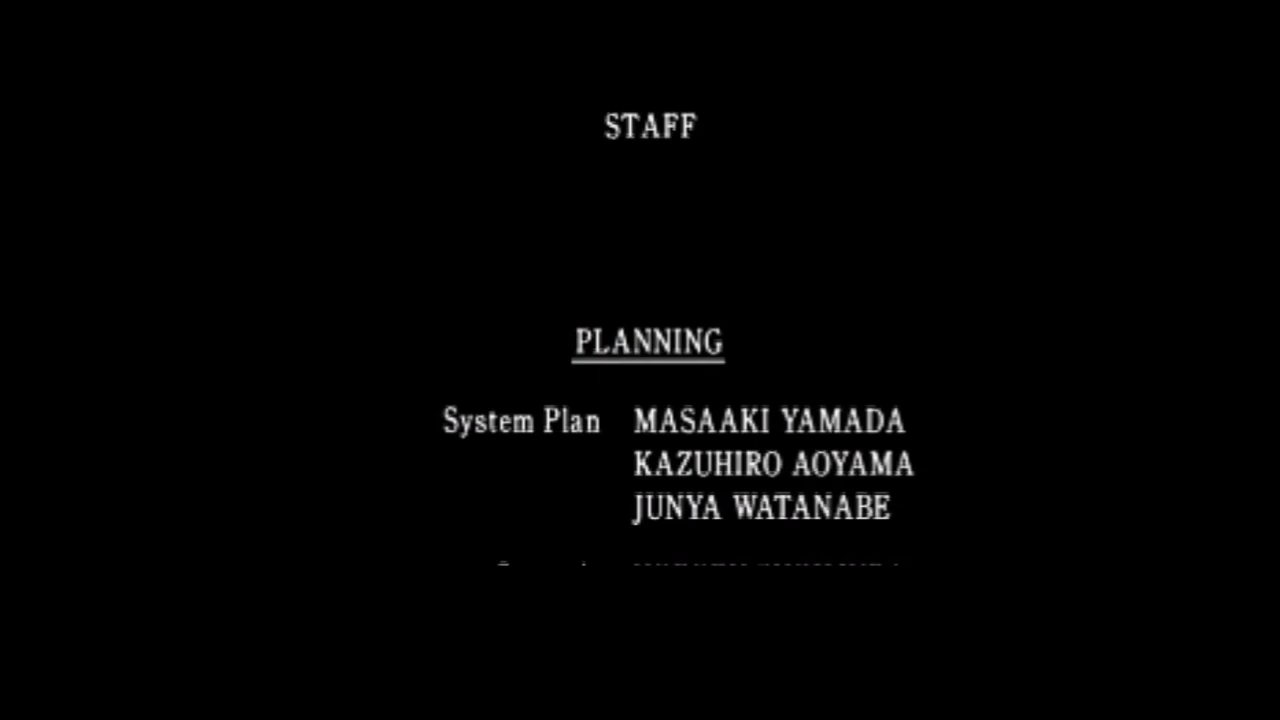 STAFF
PLANNING
System Plan MASAAKI YAMADA
KAZUHIRO AOYAMA
JUNYA WATANABE